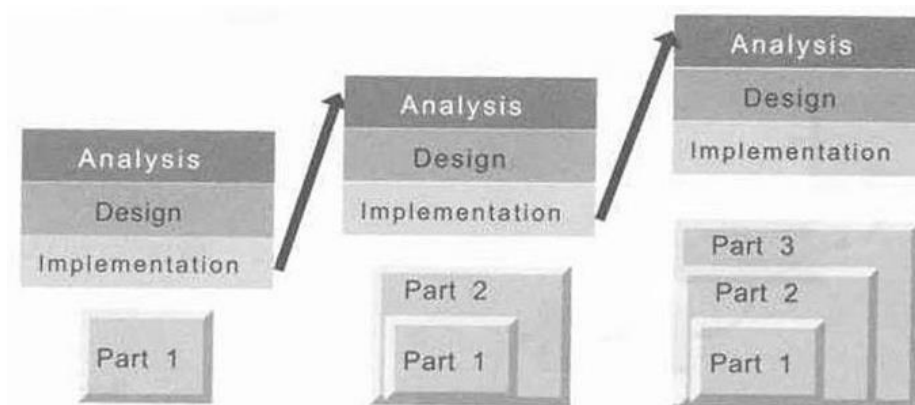 Analysis
Design
Implementation
Part 1
Analysis
Design
Implementation
Part 2
Part 1
Analysis
Design
Implementation
Part 3
Part 2
Part 1